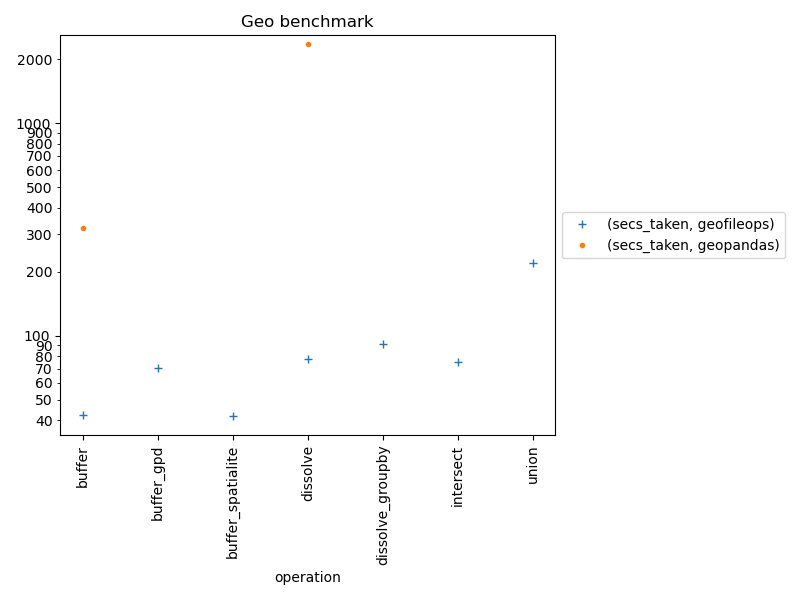 Geo benchmark
2000
1000
900
800
700
600
500
400
300
200
100
90
80
70
60
50
40
(secs_taken, geofileops)
(secs_taken, geopandas)
buffer
buffer_gpd
buffer_spatialite
dissolve
dissolve_groupby
intersect
union
operation